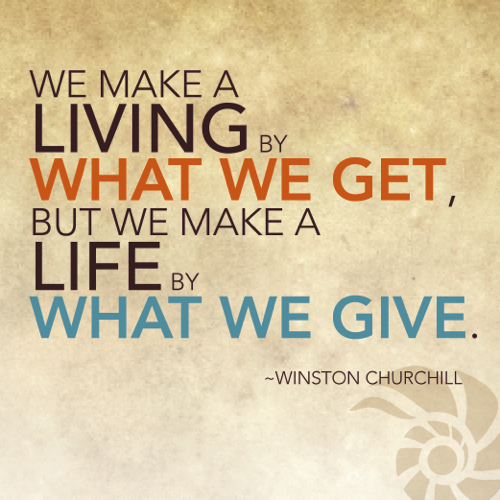 WE MAKE A
LIVING BY
WHAT WE GET,
BUT WE MAKE A
LIFE BY
WHAT WE GIVE.
~WINSTON CHURCHILL